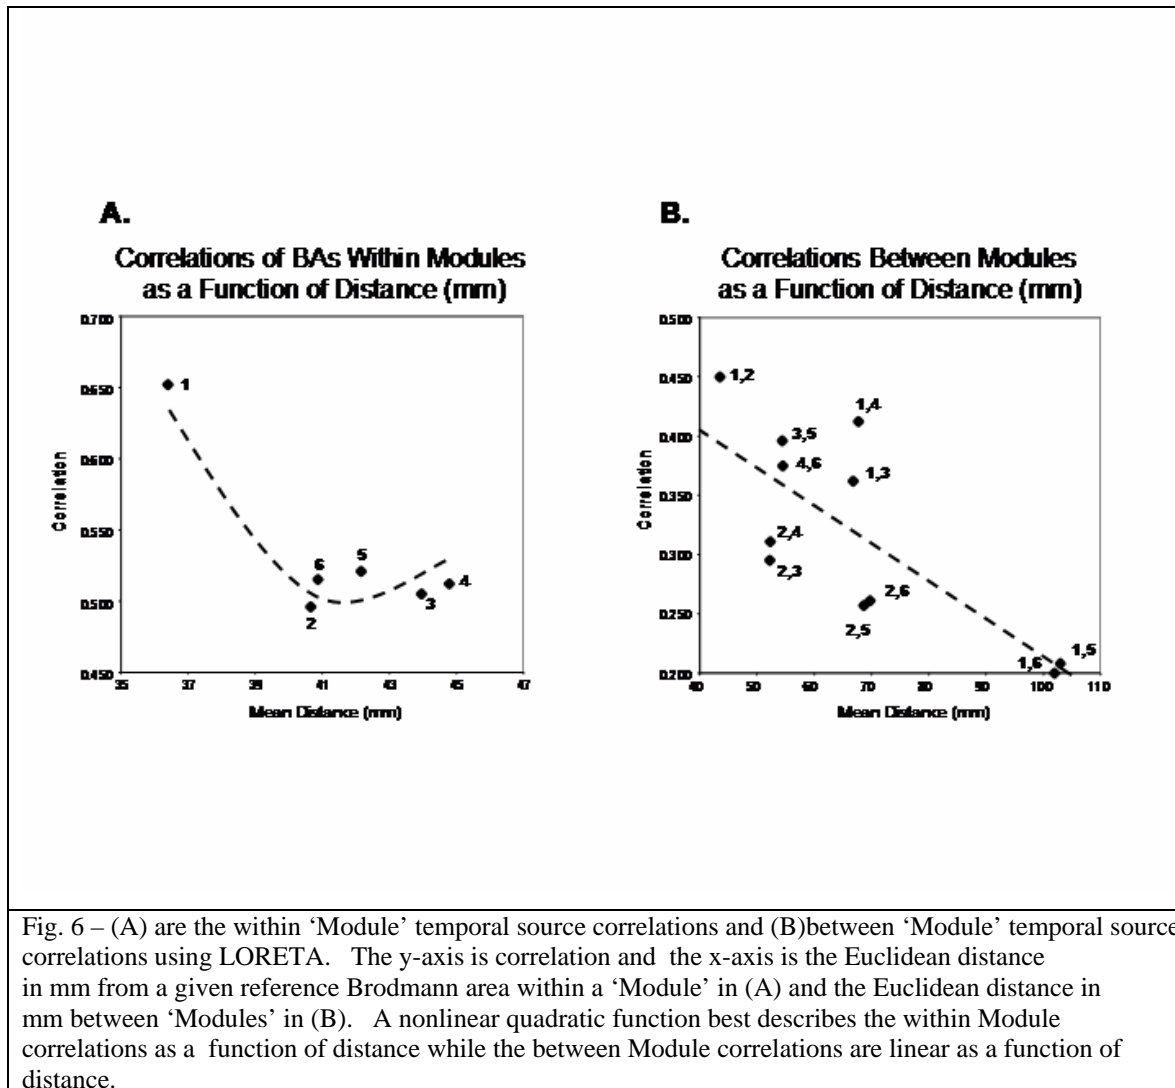 A.
Correlations of BAs Within Modules
as a Function of Distance (mm)
0.700
0.650
0.600
0.550
0.500
0.450
Correlation
1
6
5
2
3
4
35 37 39 41 43 45 47
Mean Distance (mm)
B.
Correlations Between Modules
as a Function of Distance (mm)
0.500
0.450
0.400
0.350
0.300
0.250
0.200
Correlation
1,2
1,4
3,5
4,6
1,3
2,4
2,3
2,6
2,5
1,5
1,6
40 50 60 70 80 90 100 110
Mean Distance (mm)
Fig. 6 – (A) are the within ‘Module’ temporal source correlations and (B)between ‘Module’ temporal source
correlations using LORETA. The y-axis is correlation and the x-axis is the Euclidean distance
in mm from a given reference Brodmann area within a ‘Module’ in (A) and the Euclidean distance in
mm between ‘Modules’ in (B). A nonlinear quadratic function best describes the within Module
correlations as a function of distance while the between Module correlations are linear as a function of
distance.